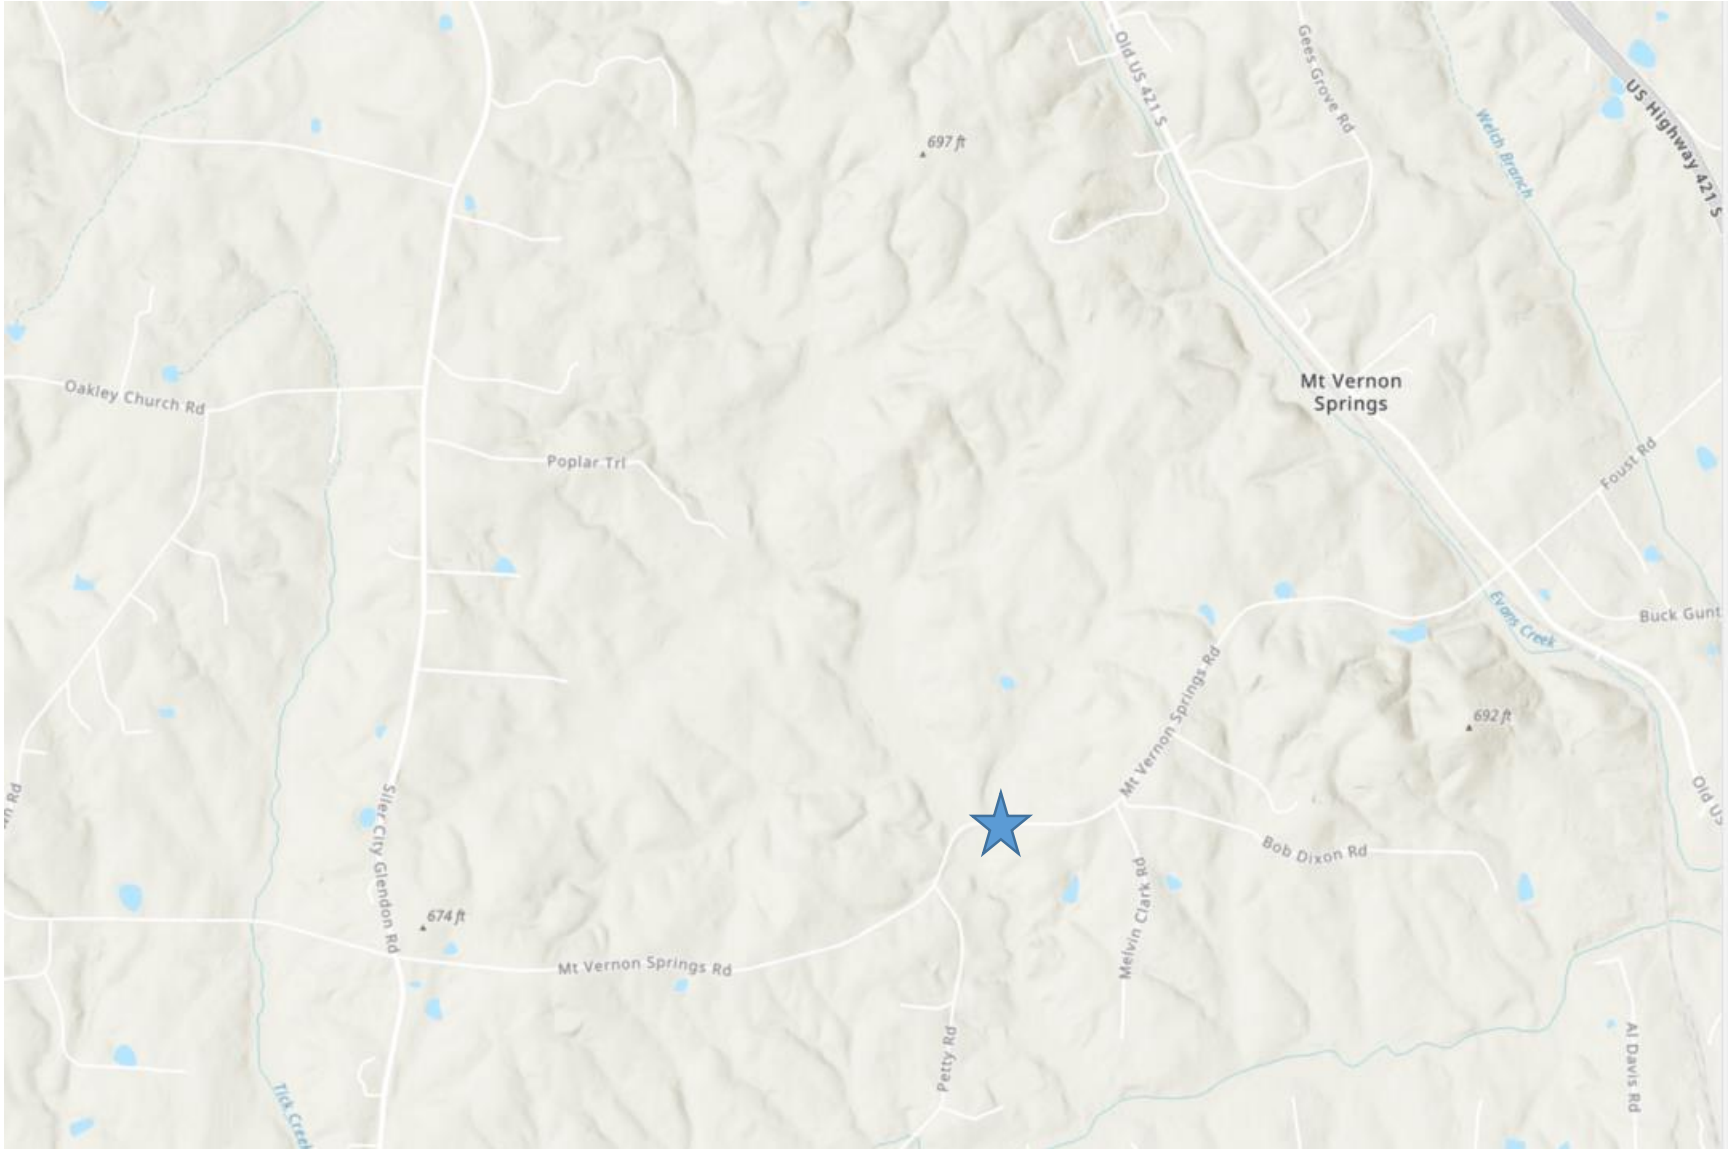 Old US 421 S
Gees Grove Rd
US Highway 421 S
Welch Branch
697 ft
Mt Vernon
Springs
Oakley Church Rd
Poplar Trl
Foust Rd
Evans Creek
Buck Gunt
Mt Vernon Springs Rd
692 ft
Old US
Siler City Glendon Rd
Bob Dixon Rd
Melvin Clark Rd
674 ft
Mt Vernon Springs Rd
Petty Rd
Al Davis Rd
Tick Creek